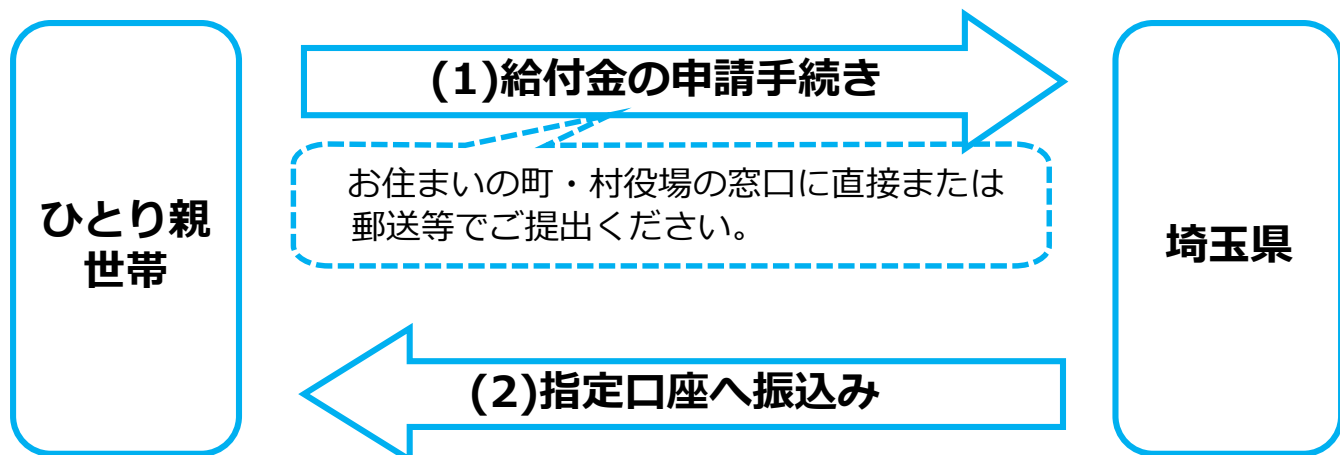 (1)給付金の申請手続き
お住まいの町・村役場の窓口に直接または
郵送等でご提出ください。
ひとり親
世帯
埼玉県
(2)指定口座へ振込み